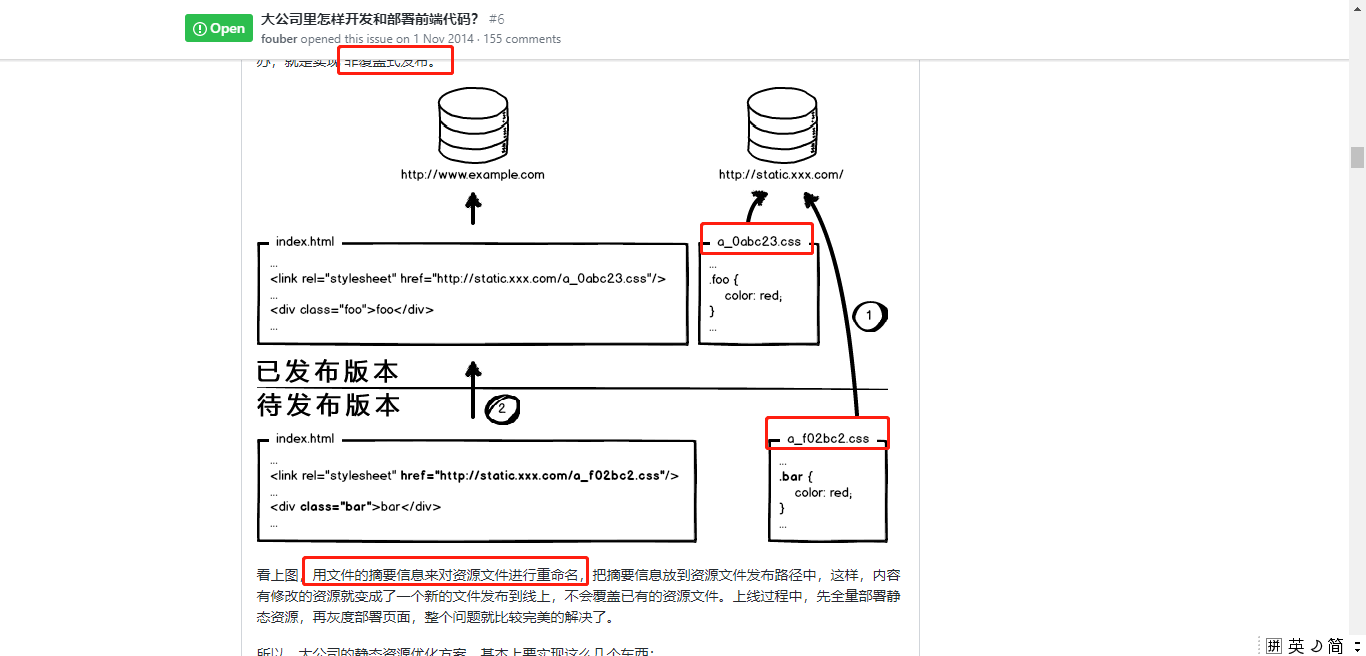 Open 大公司里怎样开发和部署前端代码？ #6
fouber opened this issue on 1 Nov 2014 · 155 comments
办，就是实现 非覆盖式发布。
http://www.example.com
http://static.xxx.com/
index.html
...
<link rel="stylesheet" href="http://static.xxx.com/a_0abc23.css"/>
...
<div class="foo">foo</div>
...
a_0abc23.css
...
.foo {
color: red;
}
...
1
已发布版本
待发布版本
2
index.html
...
<link rel="stylesheet" href="http://static.xxx.com/a_f02bc2.css"/>
...
<div class="bar">bar</div>
...
a_f02bc2.css
...
.bar {
color: red;
}
...
看上图，用文件的摘要信息来对资源文件进行重命名，把摘要信息放到资源文件发布路径中，这样，内容
有修改的资源就变成了一个新的文件发布到线上，不会覆盖已有的资源文件。上线过程中，先全量部署静
态资源，再灰度部署页面，整个问题就比较完美的解决了。
所以，大公司的静态资源优化方案，基本上要实现这么几个东西：
拼 英 简